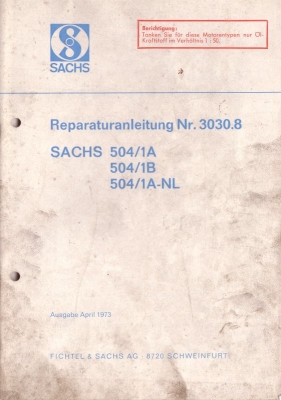 SACHS
Berichtigung:
Tanken Sie für diese Motorentypen nur Öl-
Kraftstoff im Verhältnis 1:50.
Reparaturanleitung Nr. 3030.8
SACHS 504/1A
504/1B
504/1A-NL
Ausgabe April 1973
FICHTEL & SACHS AG · 8720 SCHWEINFURT